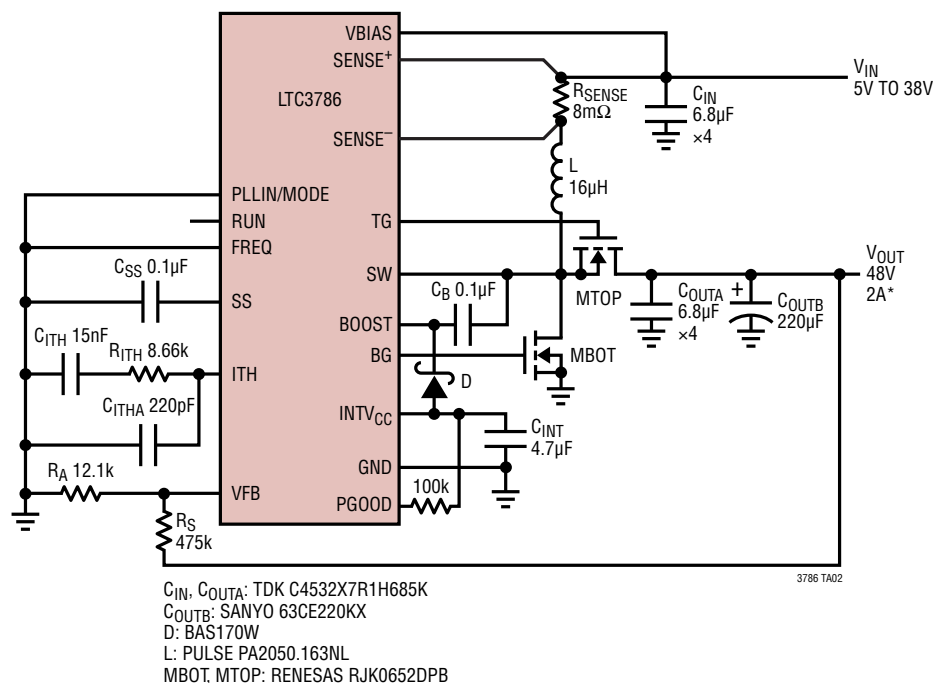 VBIAS
SENSE+
LTC3786
SENSE–
PLLIN/MODE
RUN
FREQ
SS
ITH
VFB
TG
SW
BOOST
BG
INTVCC
GND
PGOOD
VIN
5V TO 38V
RSENSE
8mΩ
CIN
6.8µF
×4
L
16µH
CSS 0.1µF
CITH 15nF
RITH 8.66k
CITHA 220pF
RA 12.1k
RS
475k
CB 0.1µF
D
MTOP
MBOT
COUTA
6.8µF
×4
+
COUTB
220µF
VOUT
48V
2A*
CINT
4.7µF
100k
3786 TA02
CIN, COUTA: TDK C4532X7R1H685K
COUTB: SANYO 63CE220KX
D: BAS170W
L: PULSE PA2050.163NL
MBOT, MTOP: RENESAS RJK0652DPB